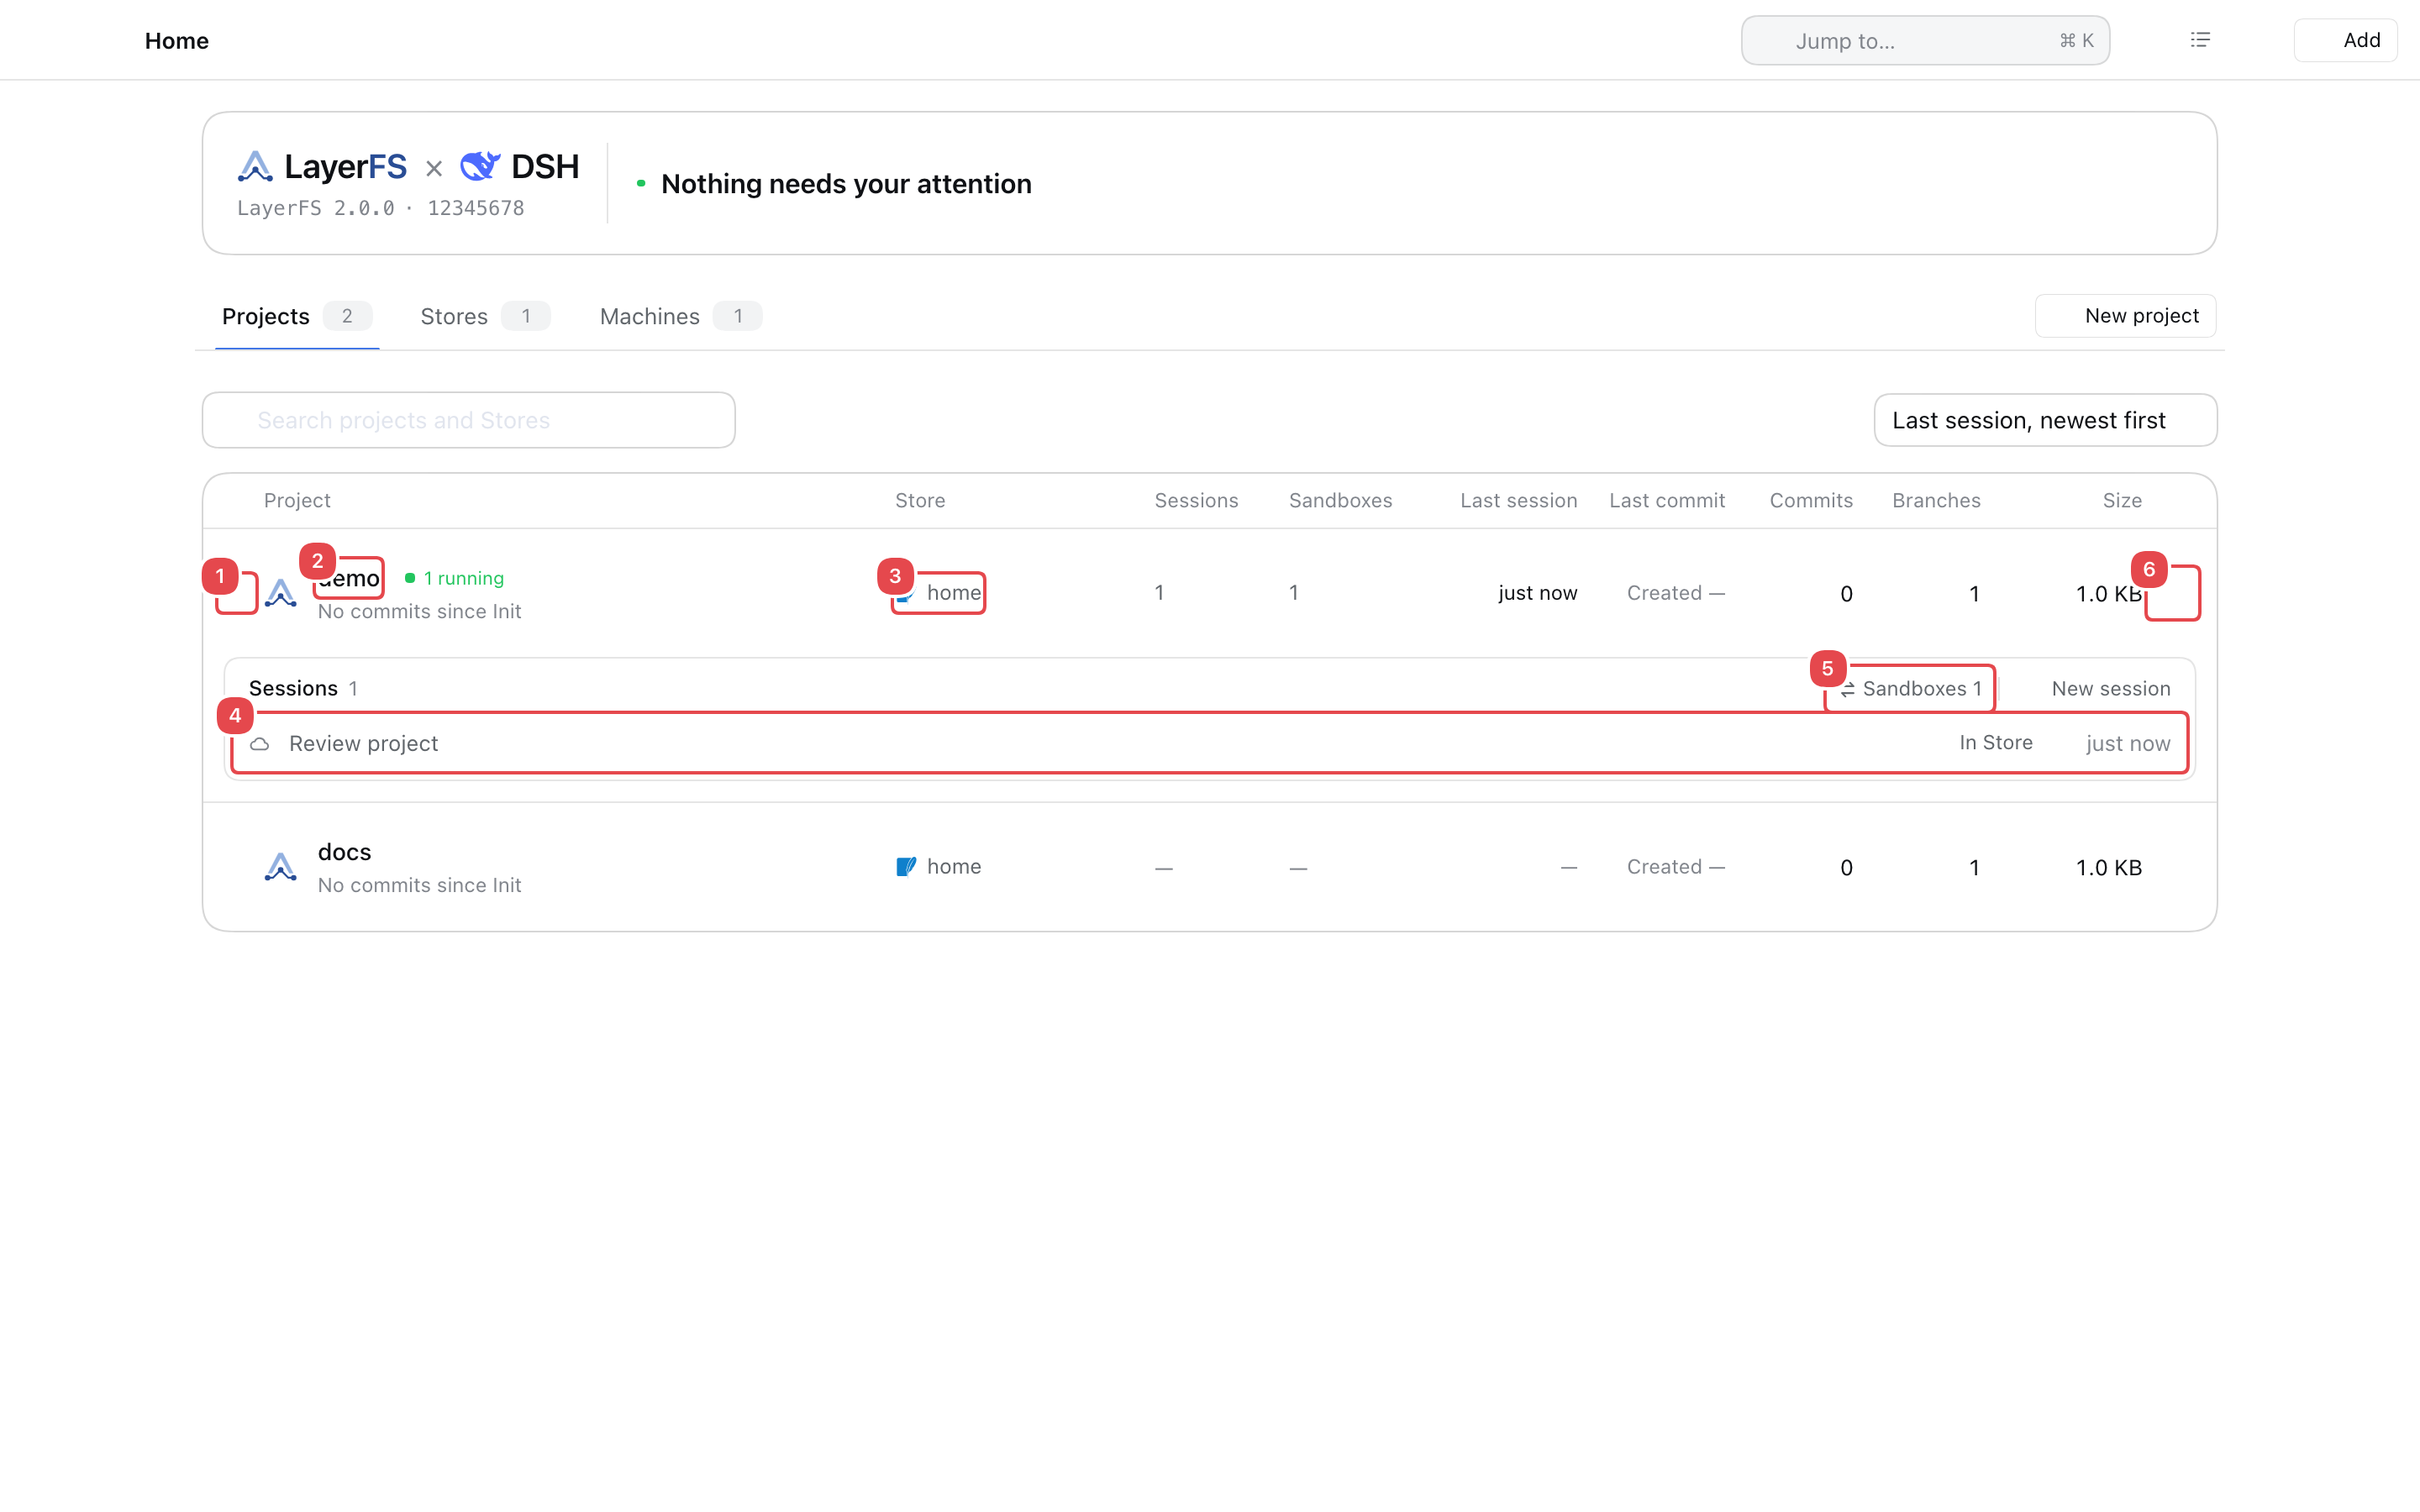 Home
Jump to... ⌘ K
Add
LayerFS × DSH
LayerFS 2.0.0 · 12345678
Nothing needs your attention
Projects 2
Stores 1
Machines 1
New project
Search projects and Stores
Last session, newest first
Project Store Sessions Sandboxes Last session Last commit Commits Branches Size
1
2
demo 1 running
No commits since Init
3
home 1 1 just now Created — 0 1 1.0 KB
6
Sessions 1
5
Sandboxes 1
New session
4
Review project In Store just now
docs
No commits since Init
home — — — Created — 0 1 1.0 KB